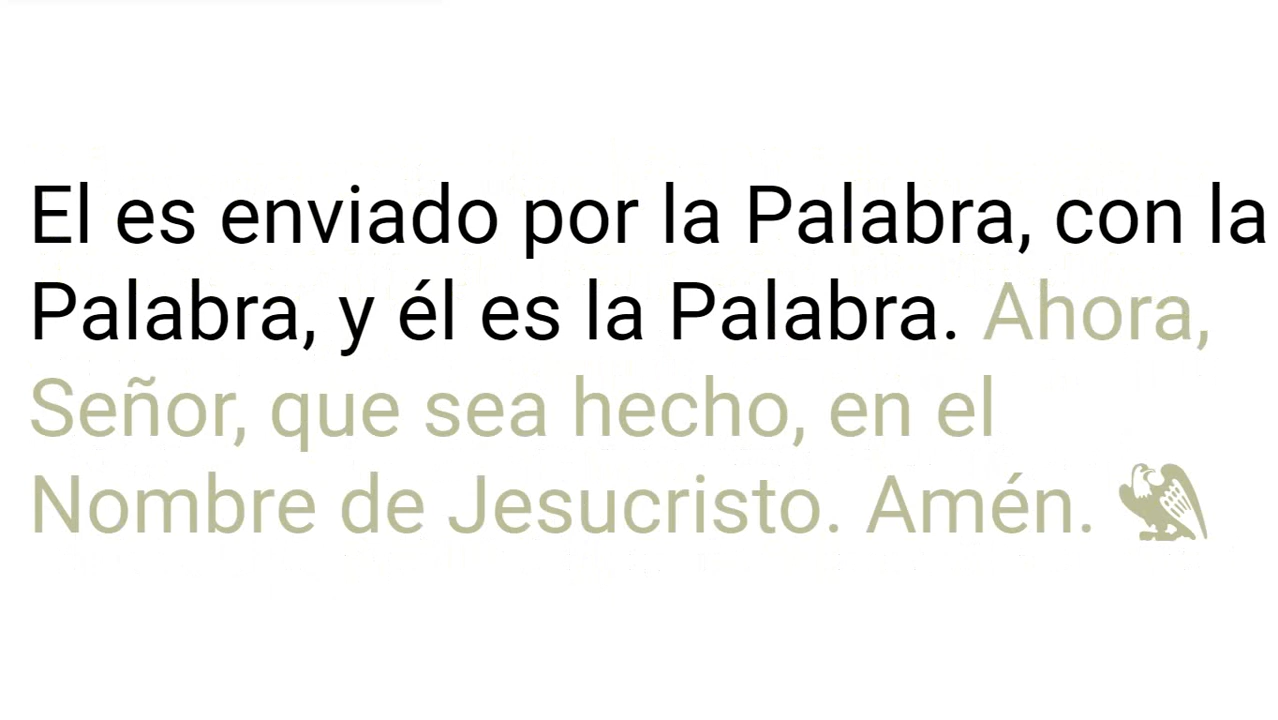 El es enviado por la Palabra, con la
Palabra, y él es la Palabra. Ahora,
Señor, que sea hecho, en el
Nombre de Jesucristo. Amén.